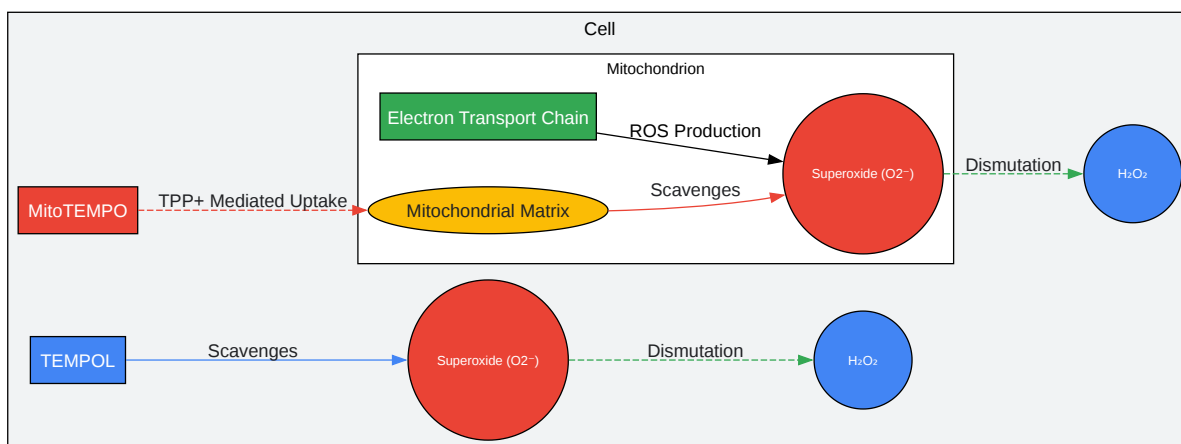 Cell
Mitochondrion
Electron Transport Chain
ROS Production
Superoxide (O2⁻)
Dismutation
H₂O₂
MitoTEMPO
TPP+ Mediated Uptake
Mitochondrial Matrix
Scavenges
TEMPOL
Scavenges
Superoxide (O2⁻)
Dismutation
H₂O₂